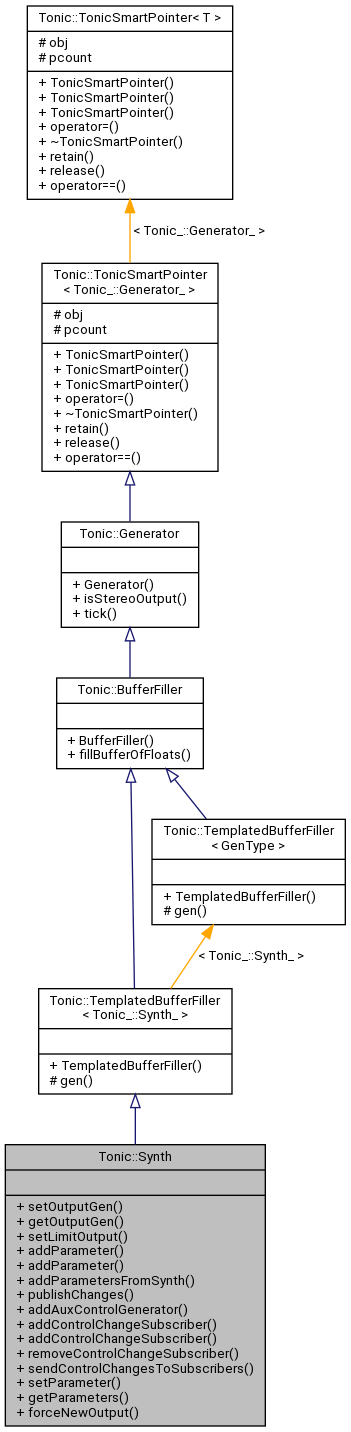 Tonic::TonicSmartPointer< T >
# obj
# pcount
+ TonicSmartPointer()
+ TonicSmartPointer()
+ TonicSmartPointer()
+ operator=()
+ ~TonicSmartPointer()
+ retain()
+ release()
+ operator==()
< Tonic_::Generator_ >
Tonic::TonicSmartPointer
< Tonic_::Generator_ >
# obj
# pcount
+ TonicSmartPointer()
+ TonicSmartPointer()
+ TonicSmartPointer()
+ operator=()
+ ~TonicSmartPointer()
+ retain()
+ release()
+ operator==()
Tonic::Generator
+ Generator()
+ isStereoOutput()
+ tick()
Tonic::BufferFiller
+ BufferFiller()
+ fillBufferOfFloats()
Tonic::TemplatedBufferFiller
< GenType >
+ TemplatedBufferFiller()
# gen()
< Tonic_::Synth_ >
Tonic::TemplatedBufferFiller
< Tonic_::Synth_ >
+ TemplatedBufferFiller()
# gen()
Tonic::Synth
+ setOutputGen()
+ getOutputGen()
+ setLimitOutput()
+ addParameter()
+ addParameter()
+ addParametersFromSynth()
+ publishChanges()
+ addAuxControlGenerator()
+ addControlChangeSubscriber()
+ addControlChangeSubscriber()
+ removeControlChangeSubscriber()
+ sendControlChangesToSubscribers()
+ setParameter()
+ getParameters()
+ forceNewOutput()